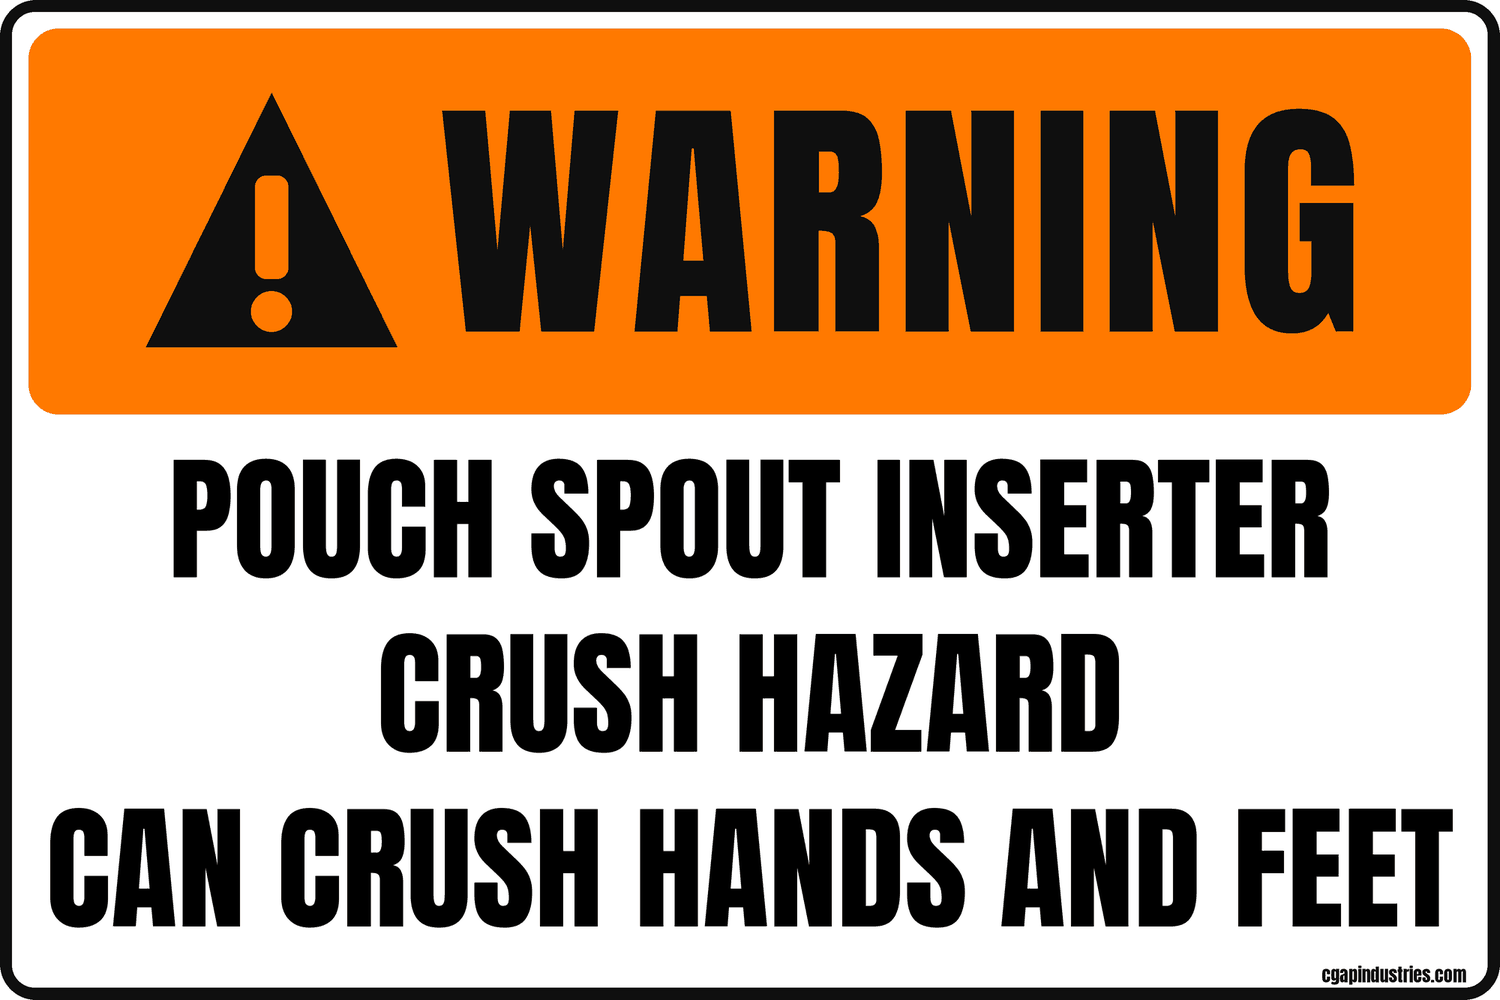 WARNING
POUCH SPOUT INSERTER
CRUSH HAZARD
CAN CRUSH HANDS AND FEET
cgapindustries.com